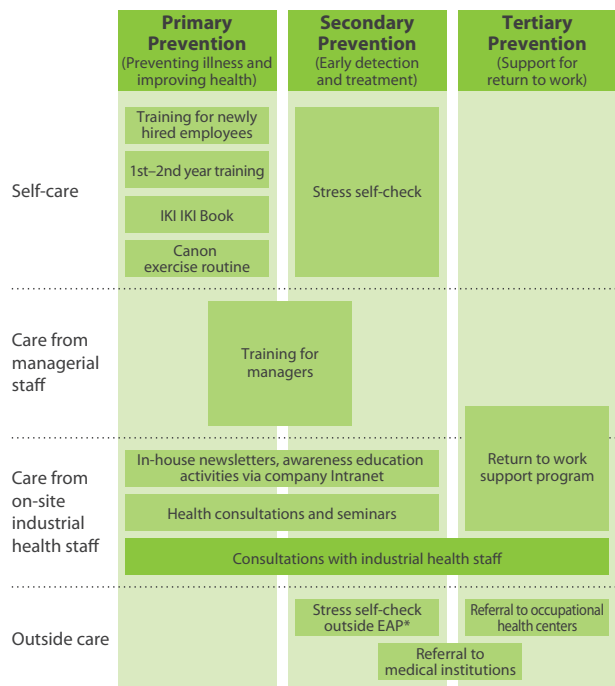 Primary
Prevention
(Preventing illness and
improving health)
Secondary
Prevention
(Early detection
and treatment)
Tertiary
Prevention
(Support for
return to work)
Self-care
Training for newly
hired employees
1st–2nd year training
IKI IKI Book
Canon
exercise routine
Stress self-check
Care from
managerial
staff
Training for
managers
Care from
on-site
industrial
health staff
In-house newsletters, awareness education
activities via company Intranet
Health consultations and seminars
Return to work
support program
Consultations with industrial health staff
Outside care
Stress self-check
outside EAP*
Referral to occupational
health centers
Referral to
medical institutions